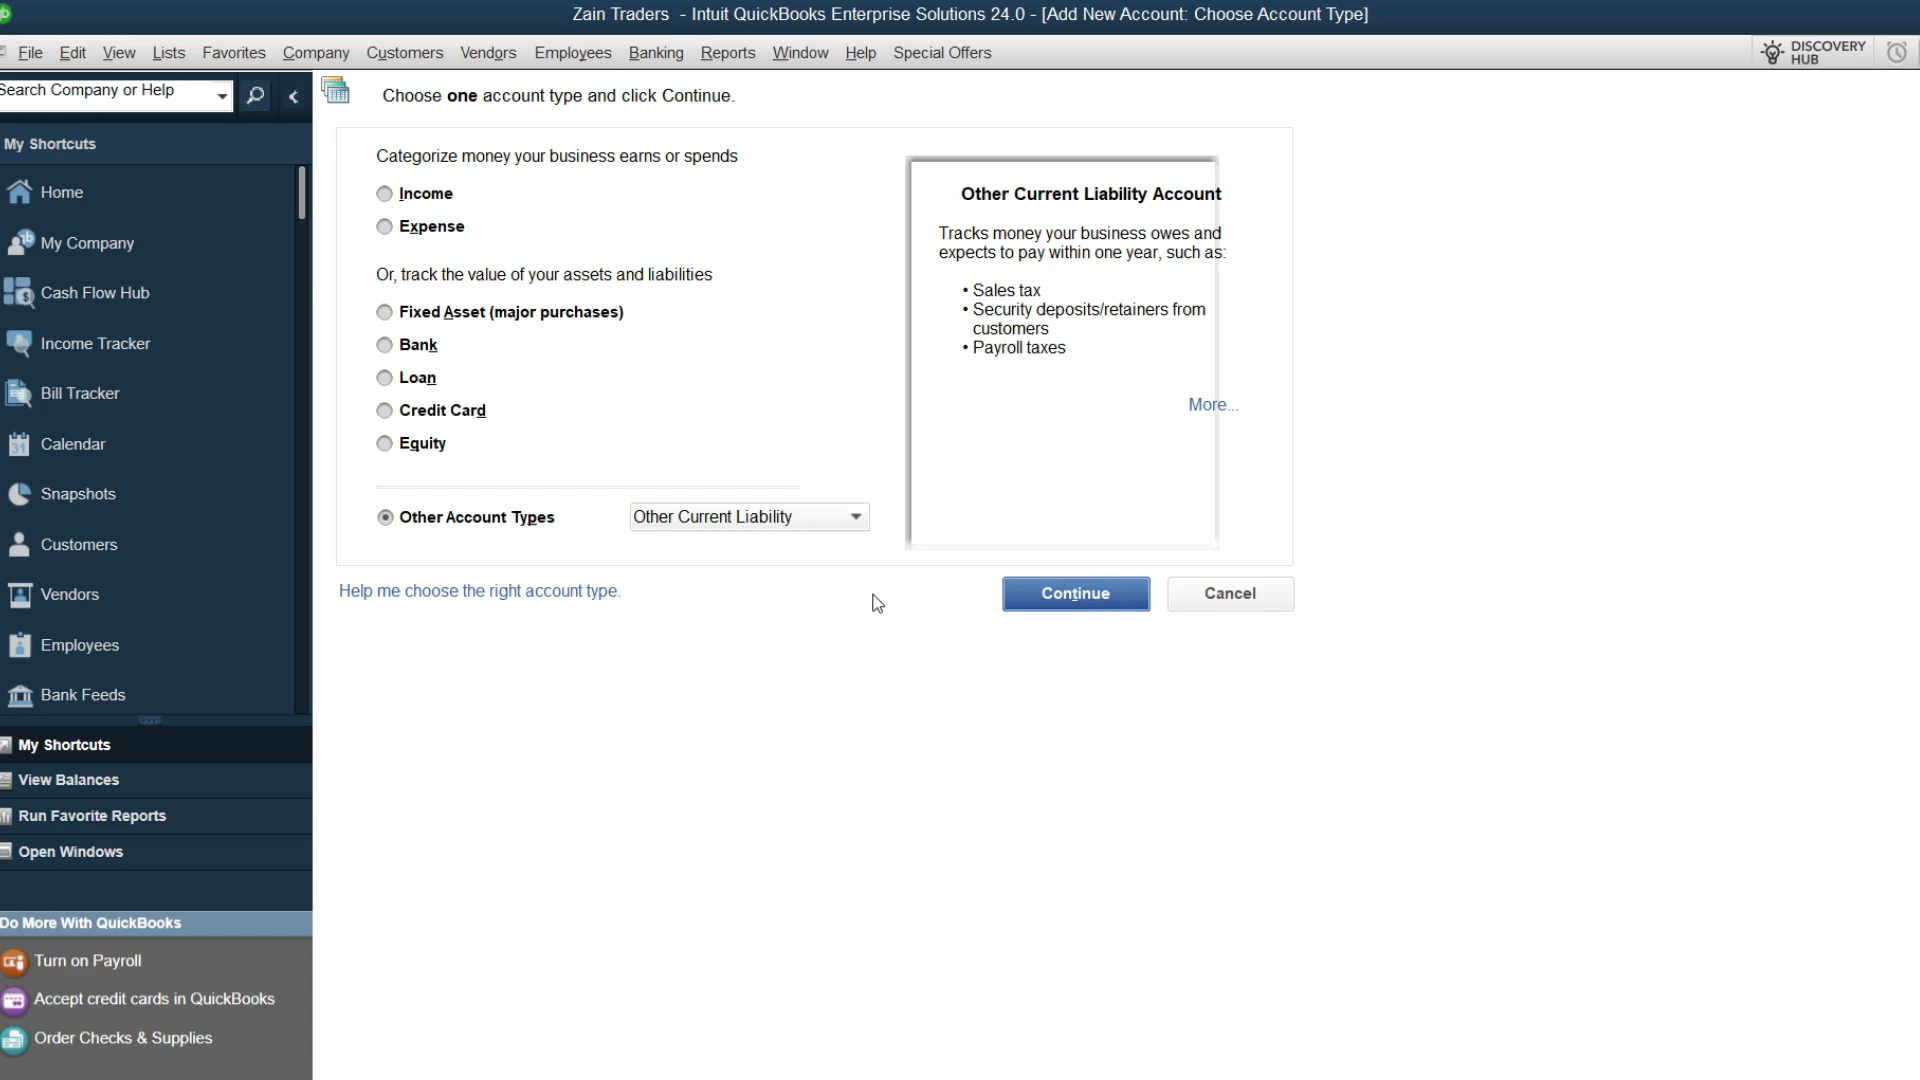 Zain Traders - Intuit QuickBooks Enterprise Solutions 24.0 - [Add New Account: Choose Account Type]
File Edit View Lists Favorites Company Customers Vendors Employees Banking Reports Window Help Special Offers
DISCOVERY
HUB
Search Company or Help
My Shortcuts
Home
My Company
Cash Flow Hub
Income Tracker
Bill Tracker
Calendar
Snapshots
Customers
Vendors
Employees
Bank Feeds
My Shortcuts
View Balances
Run Favorite Reports
Open Windows
Do More With QuickBooks
Turn on Payroll
Accept credit cards in QuickBooks
Order Checks & Supplies
Choose one account type and click Continue.
Categorize money your business earns or spends
Income
Expense
Or, track the value of your assets and liabilities
Fixed Asset (major purchases)
Bank
Loan
Credit Card
Equity
Other Account Types
Other Current Liability
Other Current Liability Account
Tracks money your business owes and
expects to pay within one year, such as:
• Sales tax
• Security deposits/retainers from
customers
• Payroll taxes
More...
Help me choose the right account type.
Continue
Cancel